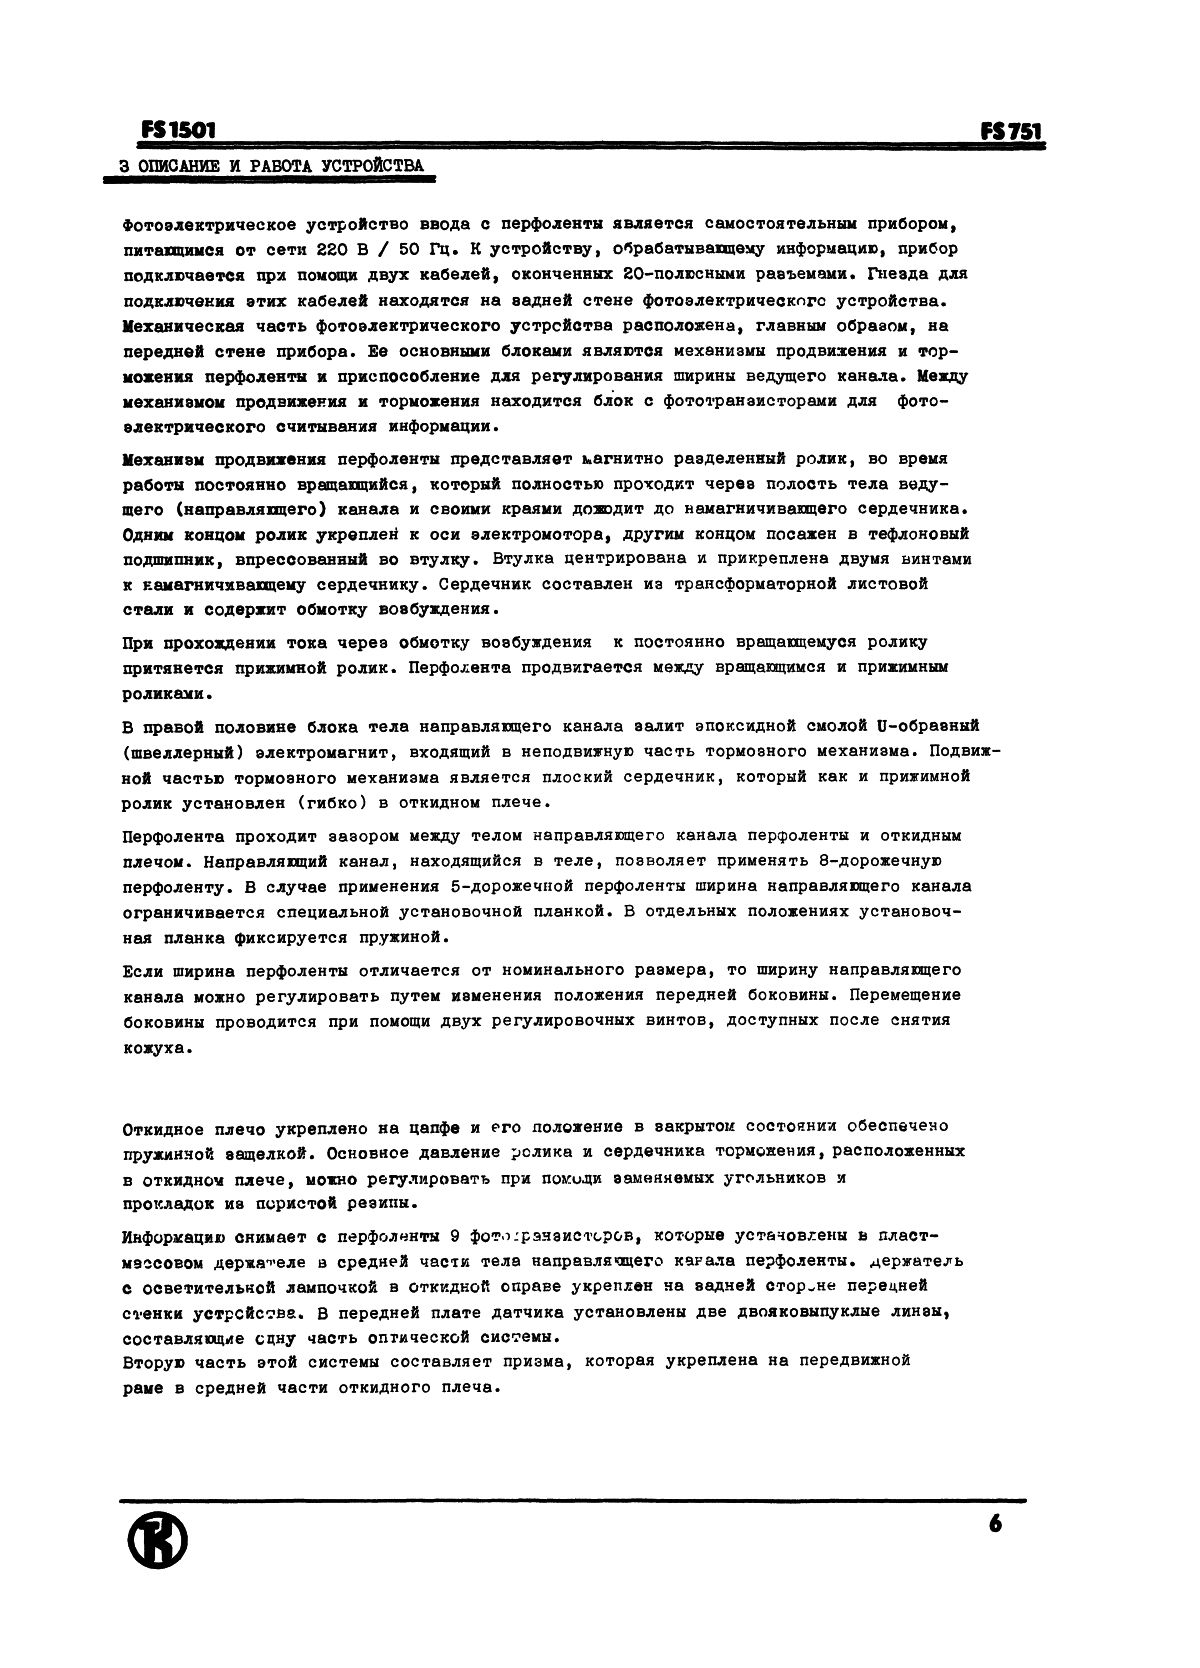 FS1501 FS751
3 ОПИСАНИЕ И РАБОТА УСТРОЙСТВА
Фотоэлектрическое устройство ввода с перфоленты является самостоятельным прибором,
питающимся от сети 220 В / 50 Гц. К устройству, обрабатывающему информацию, прибор
подключается при помощи двух кабелей, оконченных 20-полюсными разъемами. Гнезда для
подключения этих кабелей находятся на задней стене фотоэлектрического устройства.
Механическая часть фотоэлектрического устройства расположена, главным образом, на
передней стене прибора. Ее основными блоками являются механизмы продвижения и тор-
можения перфоленты и приспособление для регулирования ширины ведущего канала. Между
механизмом продвижения и торможения находится блок с фототранзисторами для фото-
электрического считывания информации.
Механизм продвижения перфоленты представляет магнитно разделенный ролик, во время
работы постоянно вращающийся, который полностью проходит через полость тела веду-
щего (направляющего) канала и своими краями доходит до намагничивающего сердечника.
Одним концом ролик укреплен к оси электромотора, другим концом посажен в тефлоновый
подшипник, впрессованный во втулку. Втулка центрирована и прикреплена двумя винтами
к намагничивающему сердечнику. Сердечник составлен из трансформаторной листовой
стали и содержит обмотку возбуждения.
При прохождении тока через обмотку возбуждения к постоянно вращающемуся ролику
притянется прижимной ролик. Перфолента продвигается между вращающимся и прижимным
роликами.
В правой половине блока тела направляющего канала залит эпоксидной смолой U-образный
(швеллерный) электромагнит, входящий в неподвижную часть тормозного механизма. Подвиж-
ной частью тормозного механизма является плоский сердечник, который как и прижимной
ролик установлен (гибко) в откидном плече.
Перфолента проходит зазором между телом направляющего канала перфоленты и откидным
плечом. Направляющий канал, находящийся в теле, позволяет применять 8-дорожечную
перфоленту. В случае применения 5-дорожечной перфоленты ширина направляющего канала
ограничивается специальной установочной планкой. В отдельных положениях установоч-
ная планка фиксируется пружиной.
Если ширина перфоленты отличается от номинального размера, то ширину направляющего
канала можно регулировать путем изменения положения передней боковины. Перемещение
боковины проводится при помощи двух регулировочных винтов, доступных после снятия
кожуха.
Откидное плечо укреплено на цапфе и его положение в закрытом состоянии обеспечено
пружинной защелкой. Основное давление ролика и сердечника торможения, расположенных
в откидном плече, можно регулировать при помощи заменяемых угольников и
прокладок из пористой резины.
Информацию снимает с перфоленты 9 фототранзисторов, которые установлены в пласт-
массовом держателе в средней части тела направляющего канала перфоленты. Держатель
с осветительной лампочкой в откидной оправе укреплен на задней стороне передней
стенки устройства. В передней плате датчика установлены две двояковыпуклые линзы,
составляющие одну часть оптической системы.
Вторую часть этой системы составляет призма, которая укреплена на передвижной
раме в средней части откидного плеча.
6